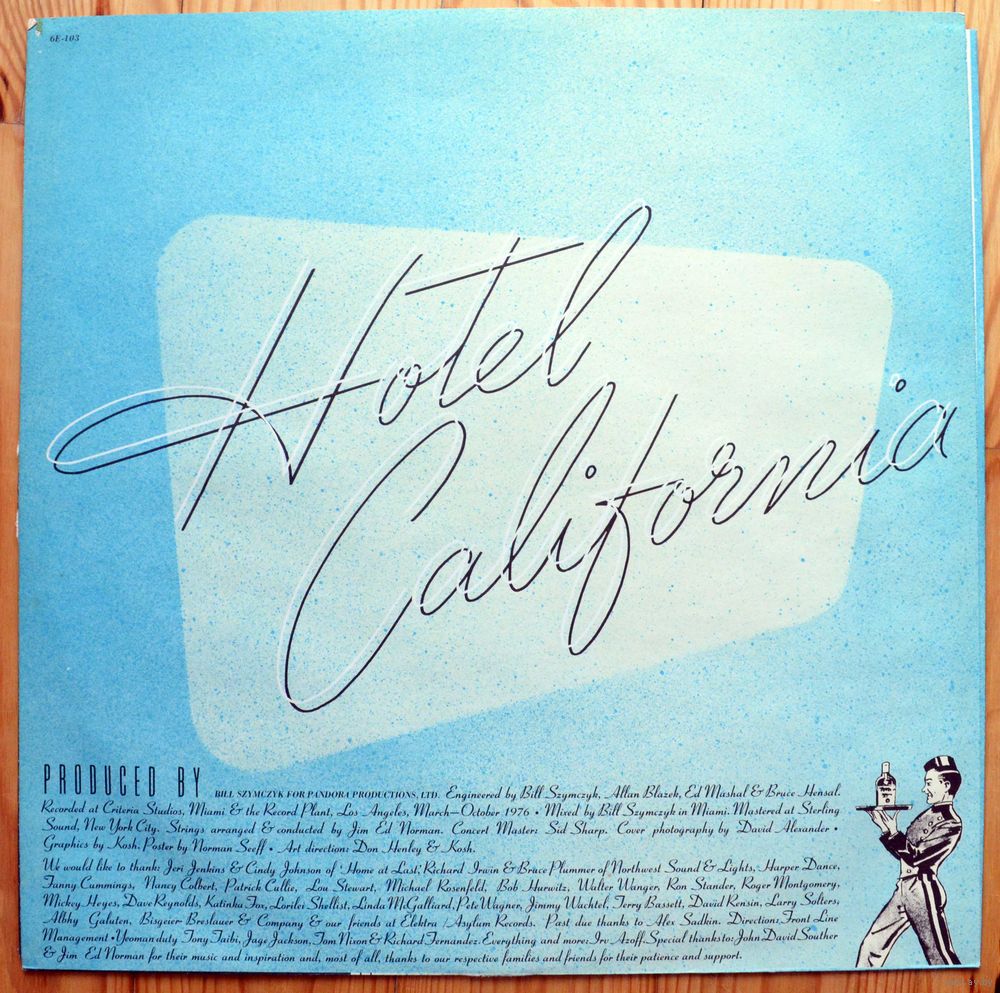 6E-103
Hotel
California
PRODUCED BY BILL SZYMCZYK FOR PANDORA PRODUCTIONS, LTD. Engineered by Bill Szymczyk, Allan Blazek, Ed Mashal & Bruce Hensal.
Recorded at Criteria Studios, Miami & the Record Plant, Los Angeles, March—October 1976 • Mixed by Bill Szymczyk in Miami. Mastered at Sterling
Sound, New York City. Strings arranged & conducted by Jim Ed Norman. Concert Master: Sid Sharp. Cover photography by David Alexander •
Graphics by Kosh. Poster by Norman Seeff • Art direction: Don Henley & Kosh.
We would like to thank: Jeri Jenkins & Cindy Johnson of 'Home at Last', Richard Irwin & Bruce Plummer of Northwest Sound & Lights, Harper Dance,
Fanny Cummings, Nancy Colbert, Patrick Cullie, Lou Stewart, Michael Rosenfeld, Bob Hurwitz, Walter Wanger, Ron Stander, Roger Montgomery,
Mickey Heyes, Dave Reynolds, Katinka Fox, Lorilei Shellist, Linda McGalliard, Pete Wagner, Jimmy Wachtel, Terry Bassett, David Rensin, Larry Solters,
Albhy Galuten, Bisgeier Breslauer & Company & our friends at Elektra/Asylum Records. Past due thanks to Alex Sadkin. Direction: Front Line
Management • Yeoman duty Tony Taibi, Jage Jackson, Tom Nixon & Richard Fernandez. Everything and more: Irv Azoff. Special thanks to: John David Souther
& Jim Ed Norman for their music and inspiration and, most of all, thanks to our respective families and friends for their patience and support.